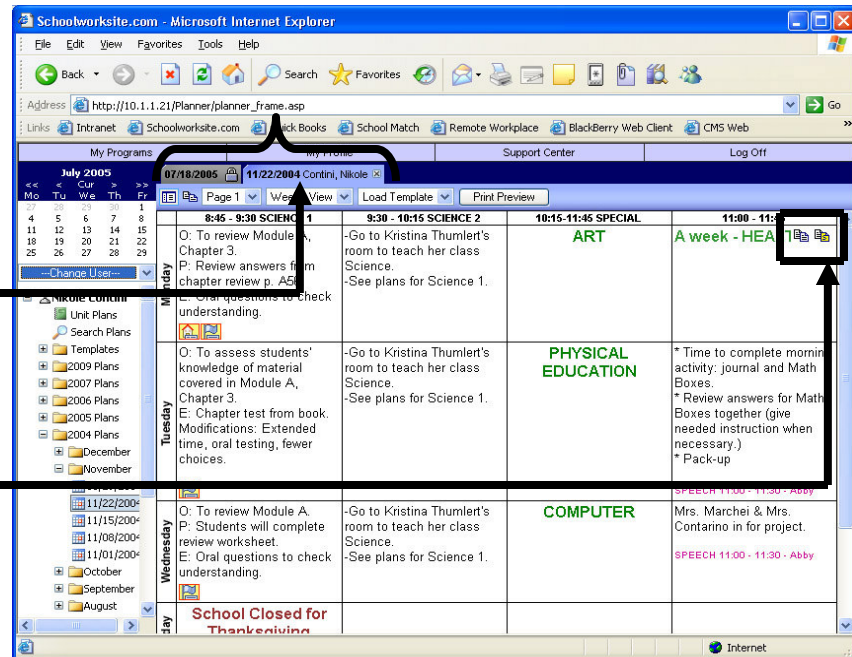 Schoolworksite.com - Microsoft Internet Explorer
File Edit View Favorites Tools Help
Back Search Favorites
Address http://10.1.1.21/Planner/planner_frame.asp Go
Links Intranet Schoolworksite.com Quick Books School Match Remote Workplace BlackBerry Web Client CMS Web »
My Programs My Profile Support Center Log Off
July 2005
<< < Cur > >>
Mo Tu We Th Fr
27 28 29 30 1
4 5 6 7 8
11 12 13 14 15
18 19 20 21 22
25 26 27 28 29
---Change User---
Nikole Contini
Unit Plans
Search Plans
Templates
2009 Plans
2007 Plans
2006 Plans
2005 Plans
2004 Plans
December
November
11/22/2004
11/15/2004
11/08/2004
11/01/2004
October
September
August
07/18/2005 11/22/2004 Contini, Nikole
Page 1 Week View Load Template Print Preview
8:45 - 9:30 SCIENCE 1 9:30 - 10:15 SCIENCE 2 10:15-11:45 SPECIAL 11:00 -
Monday
O: To review Module A,
Chapter 3.
P: Review answers from
chapter review p.
E: Oral questions to check
understanding.
-Go to Kristina Thumlert's
room to teach her class
Science.
-See plans for Science 1.
ART
A week -
Tuesday
O: To assess students'
knowledge of material
covered in Module A,
Chapter 3.
E: Chapter test from book.
Modifications: Extended
time, oral testing, fewer
choices.
-Go to Kristina Thumlert's
room to teach her class
Science.
-See plans for Science 1.
PHYSICAL
EDUCATION
* Time to complete morning
activity: journal and Math
Boxes.
* Review answers for Math
Boxes together (give
needed instruction when
necessary.)
* Pack-up
SPEECH 11:00 - 11:30 - Abby
Wednesday
O: To review Module A.
P: Students will complete
review worksheet.
E: Oral questions to check
understanding.
-Go to Kristina Thumlert's
room to teach her class
Science.
-See plans for Science 1.
COMPUTER
Mrs. Marchei & Mrs.
Contarino in for project.
SPEECH 11:00 - 11:30 - Abby
School Closed for
Thanksgiving
Internet